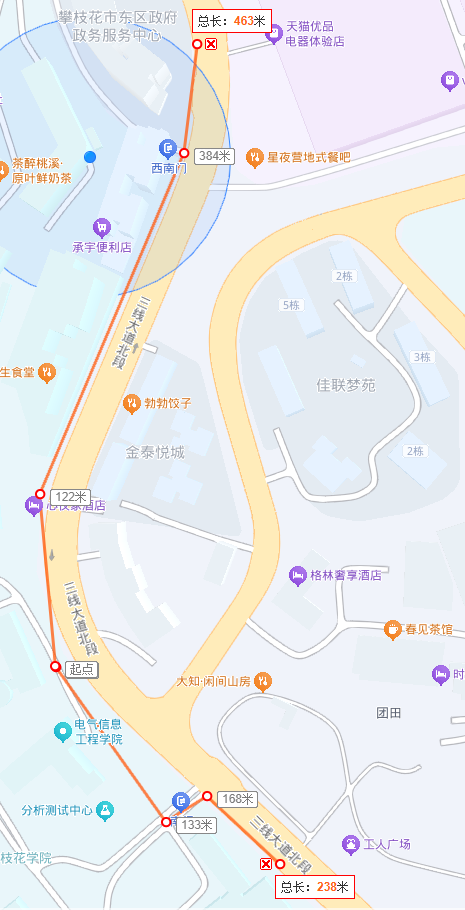 总长：463米
攀枝花市东区政府
政务服务中心
天猫优品
电器体验店
西南门
384米
星夜营地式餐吧
茶醉桃溪·
原叶鲜奶茶
承宇便利店
三线大道北段
2栋
5栋
3栋
佳联梦苑
2栋
生食堂
勃勃饺子
金泰悦城
122米
酒店
格林奢享酒店
三线大道北段
春见茶馆
起点
大知·闲间山房
时
团田
电气信息
工程学院
168米
分析测试中心
133米
三线大道北段
工人广场
枝花学院
总长：238米